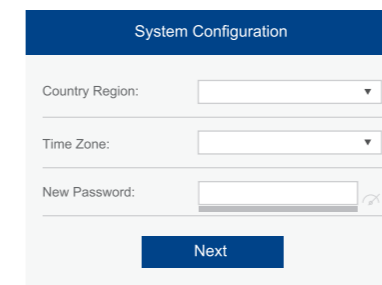 System Configuration
Country Region:
Time Zone:
New Password:
Next